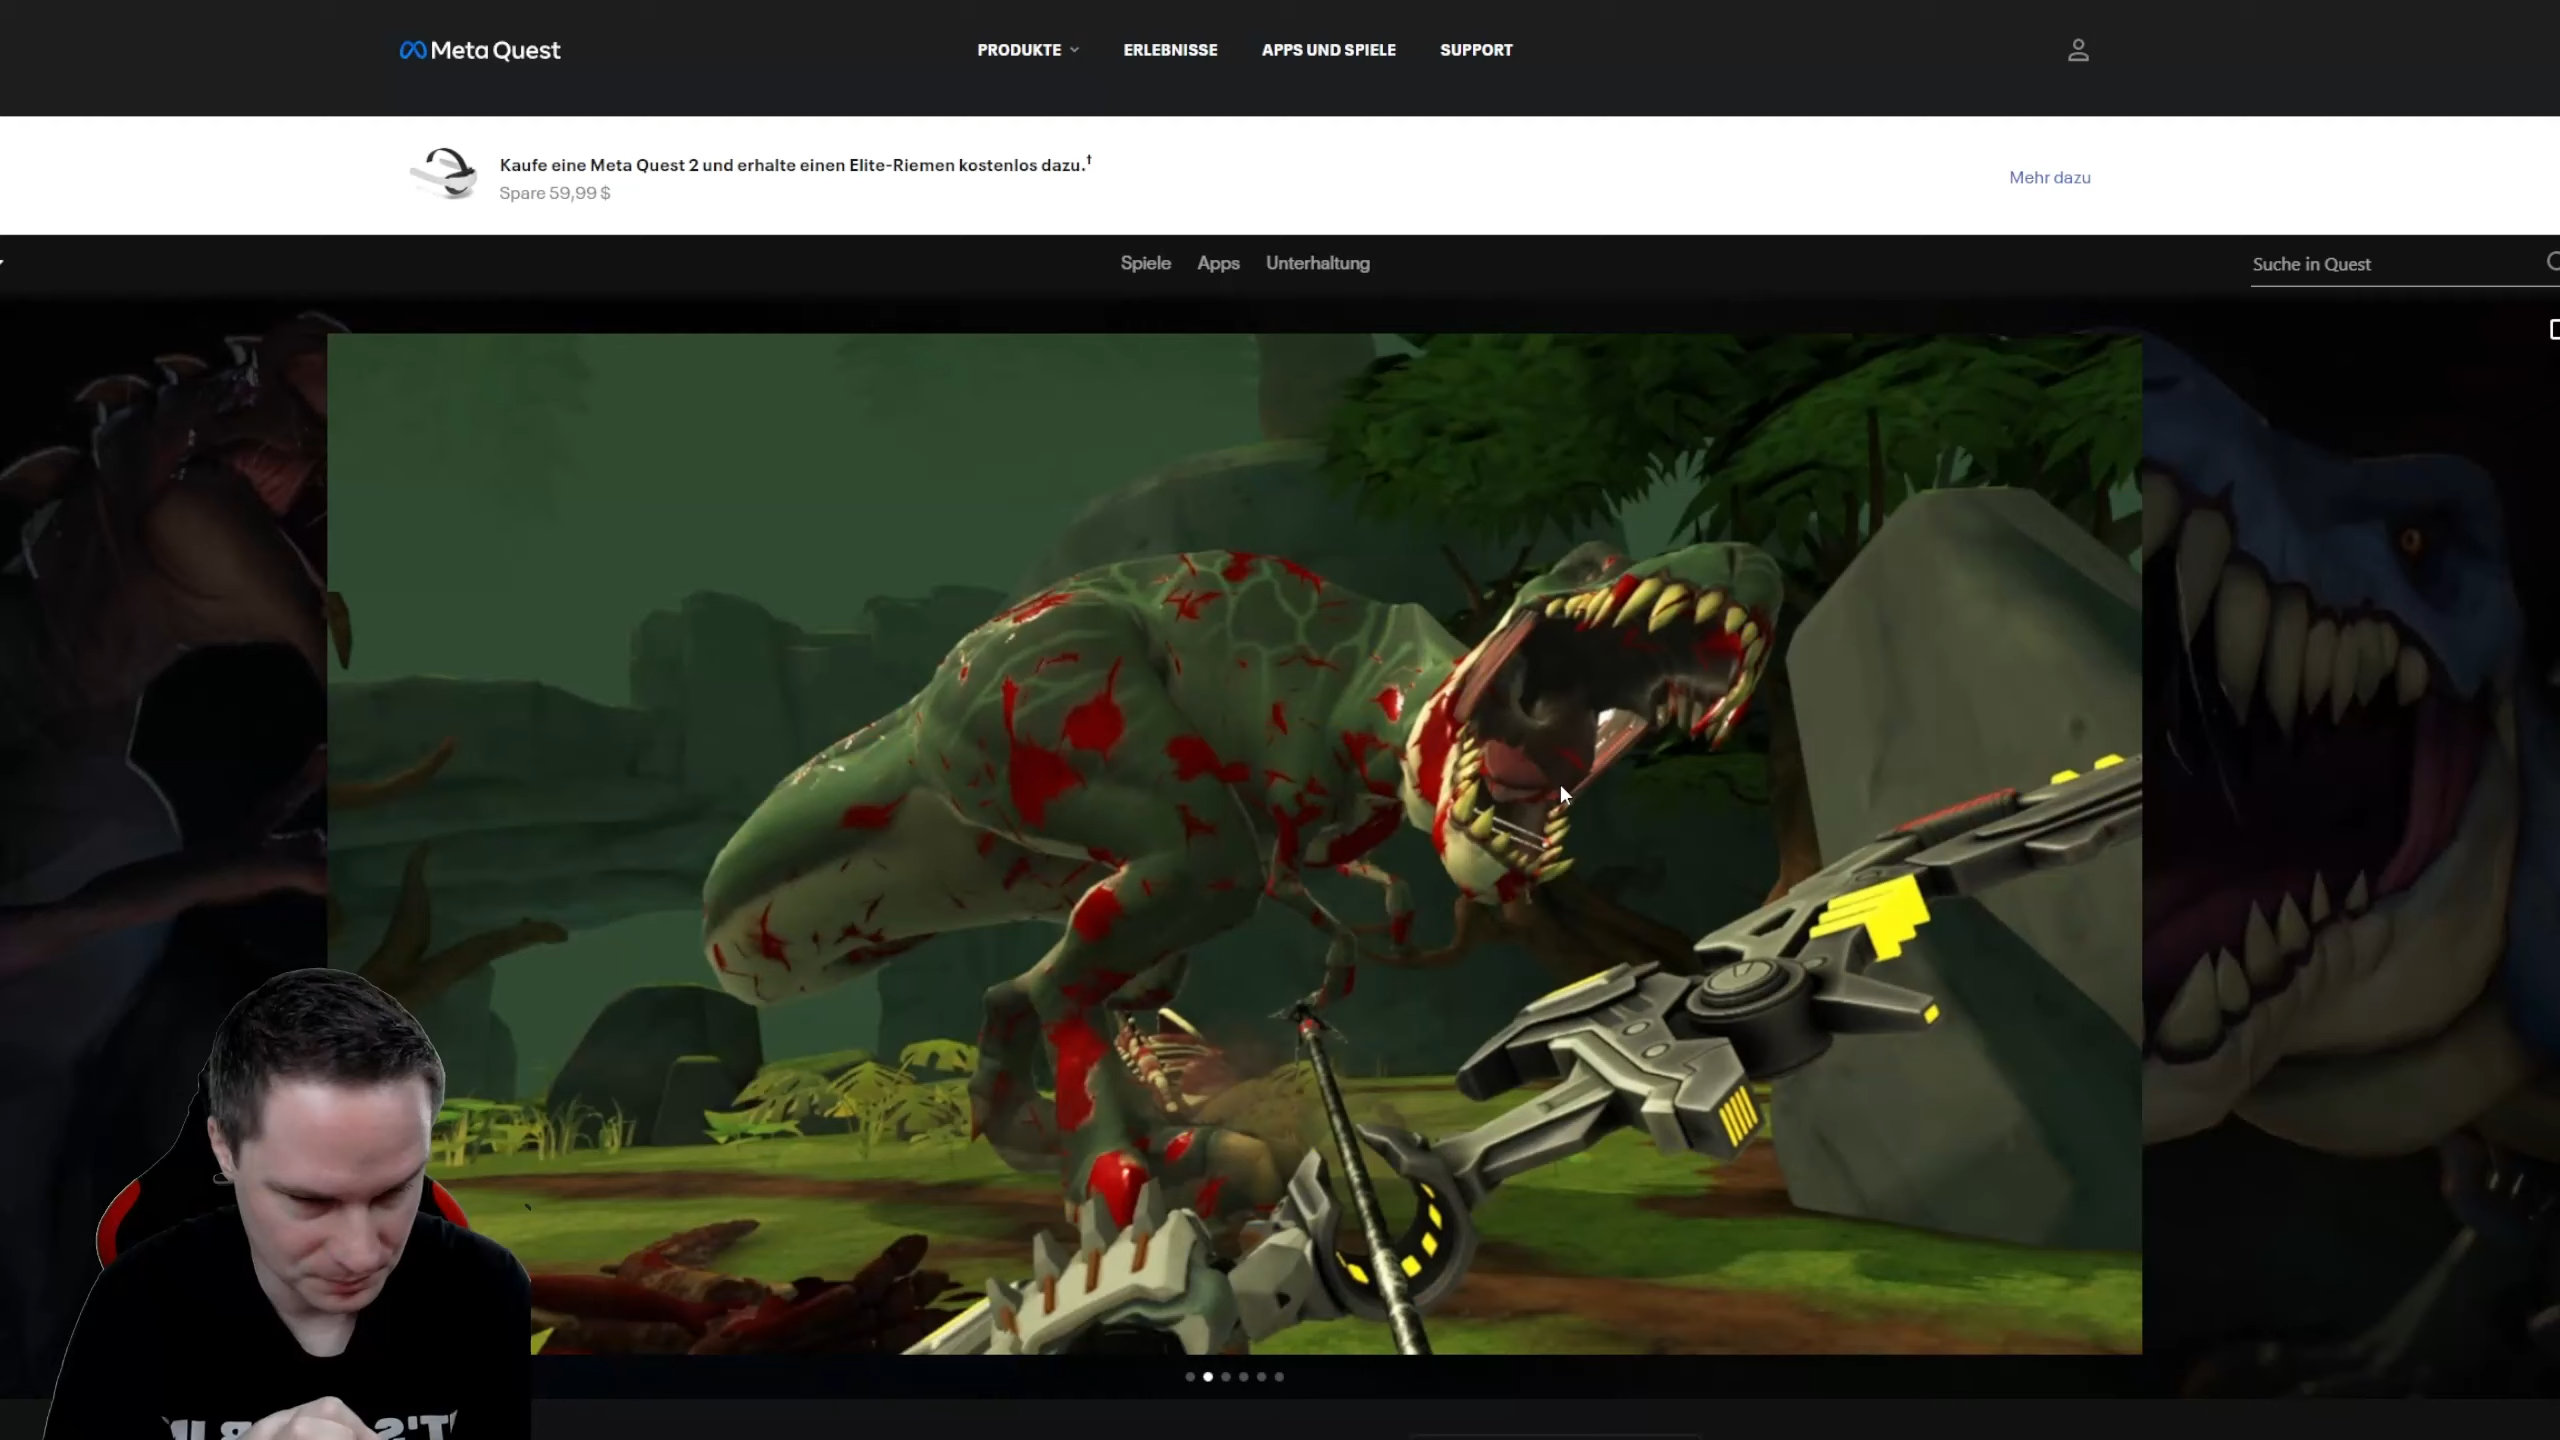 Meta Quest
PRODUKTE
ERLEBNISSE
APPS UND SPIELE
SUPPORT
Kaufe eine Meta Quest 2 und erhalte einen Elite-Riemen kostenlos dazu.†
Spare 59,99 $
Mehr dazu
Spiele
Apps
Unterhaltung
Suche in Quest